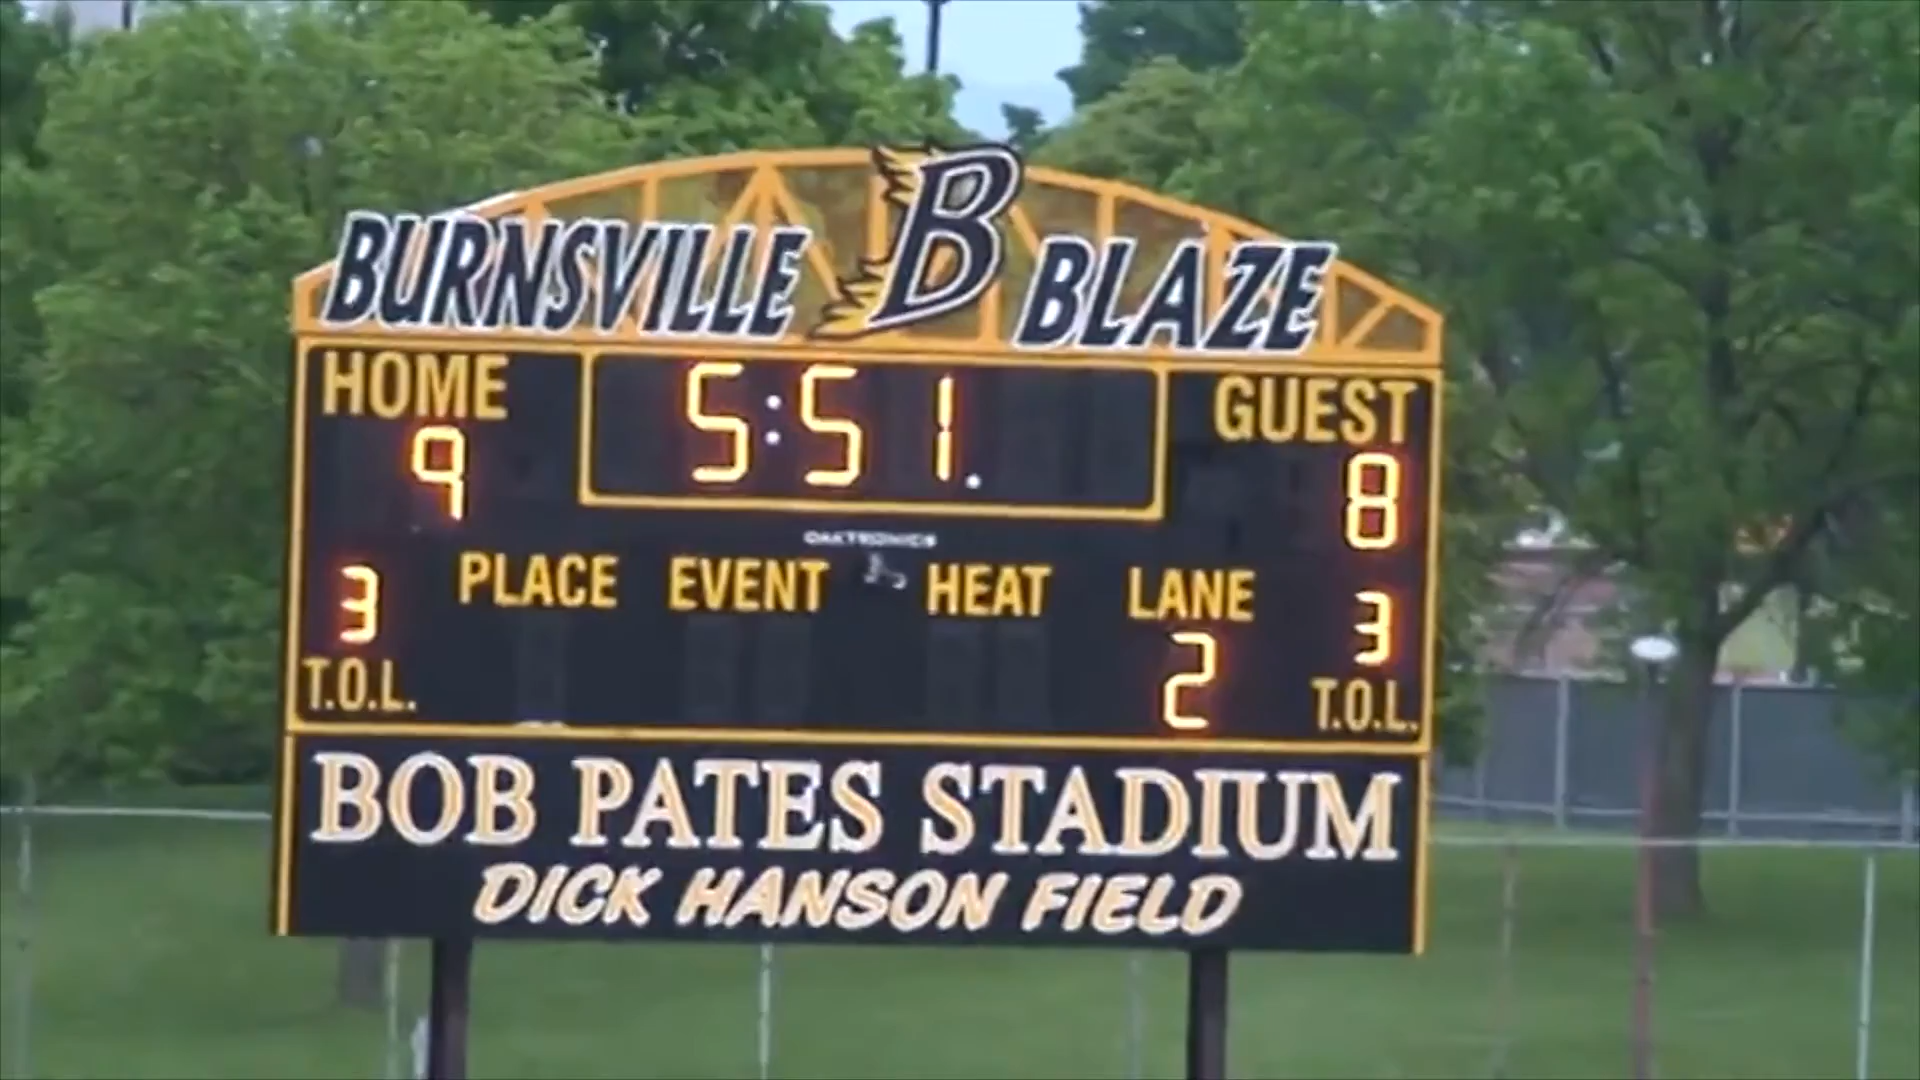 BURNSVILLE B BLAZE
HOME 5:51. GUEST
9 8
3 PLACE EVENT HEAT LANE 3
T.O.L. 2 T.O.L.
BOB PATES STADIUM
DICK HANSON FIELD